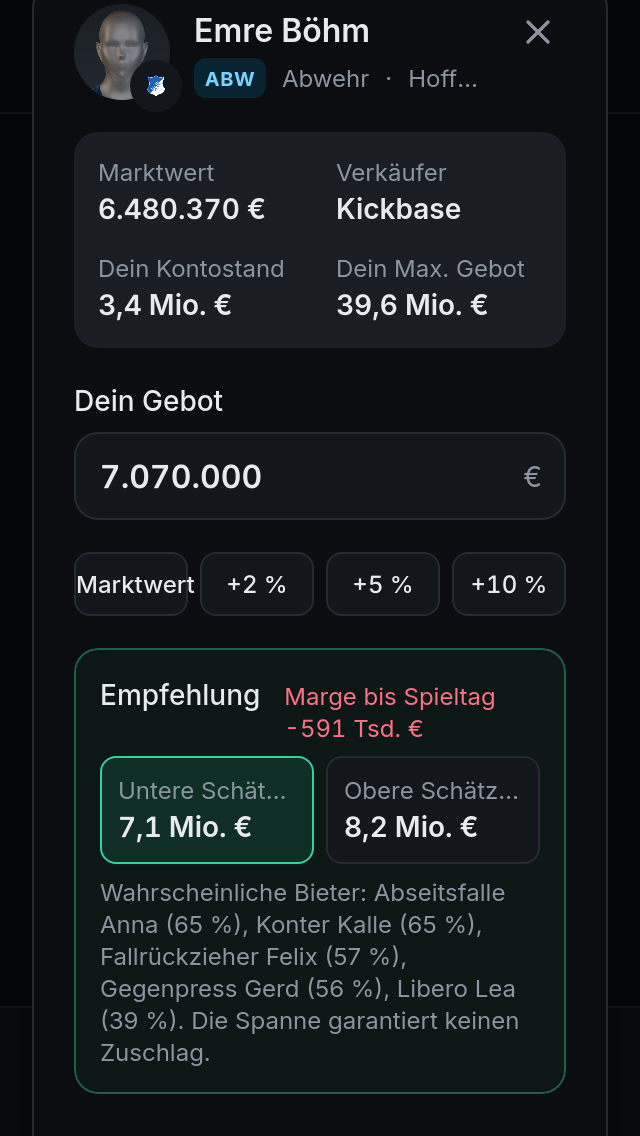 Emre Böhm
ABW Abwehr · Hoff...
Marktwert
6.480.370 €
Verkäufer
Kickbase
Dein Kontostand
3,4 Mio. €
Dein Max. Gebot
39,6 Mio. €
Dein Gebot
7.070.000 €
Marktwert +2 % +5 % +10 %
Empfehlung
Marge bis Spieltag
-591 Tsd. €
Untere Schät...
7,1 Mio. €
Obere Schätz...
8,2 Mio. €
Wahrscheinliche Bieter: Abseitsfalle
Anna (65 %), Konter Kalle (65 %),
Fallrückzieher Felix (57 %),
Gegenpress Gerd (56 %), Libero Lea
(39 %). Die Spanne garantiert keinen
Zuschlag.